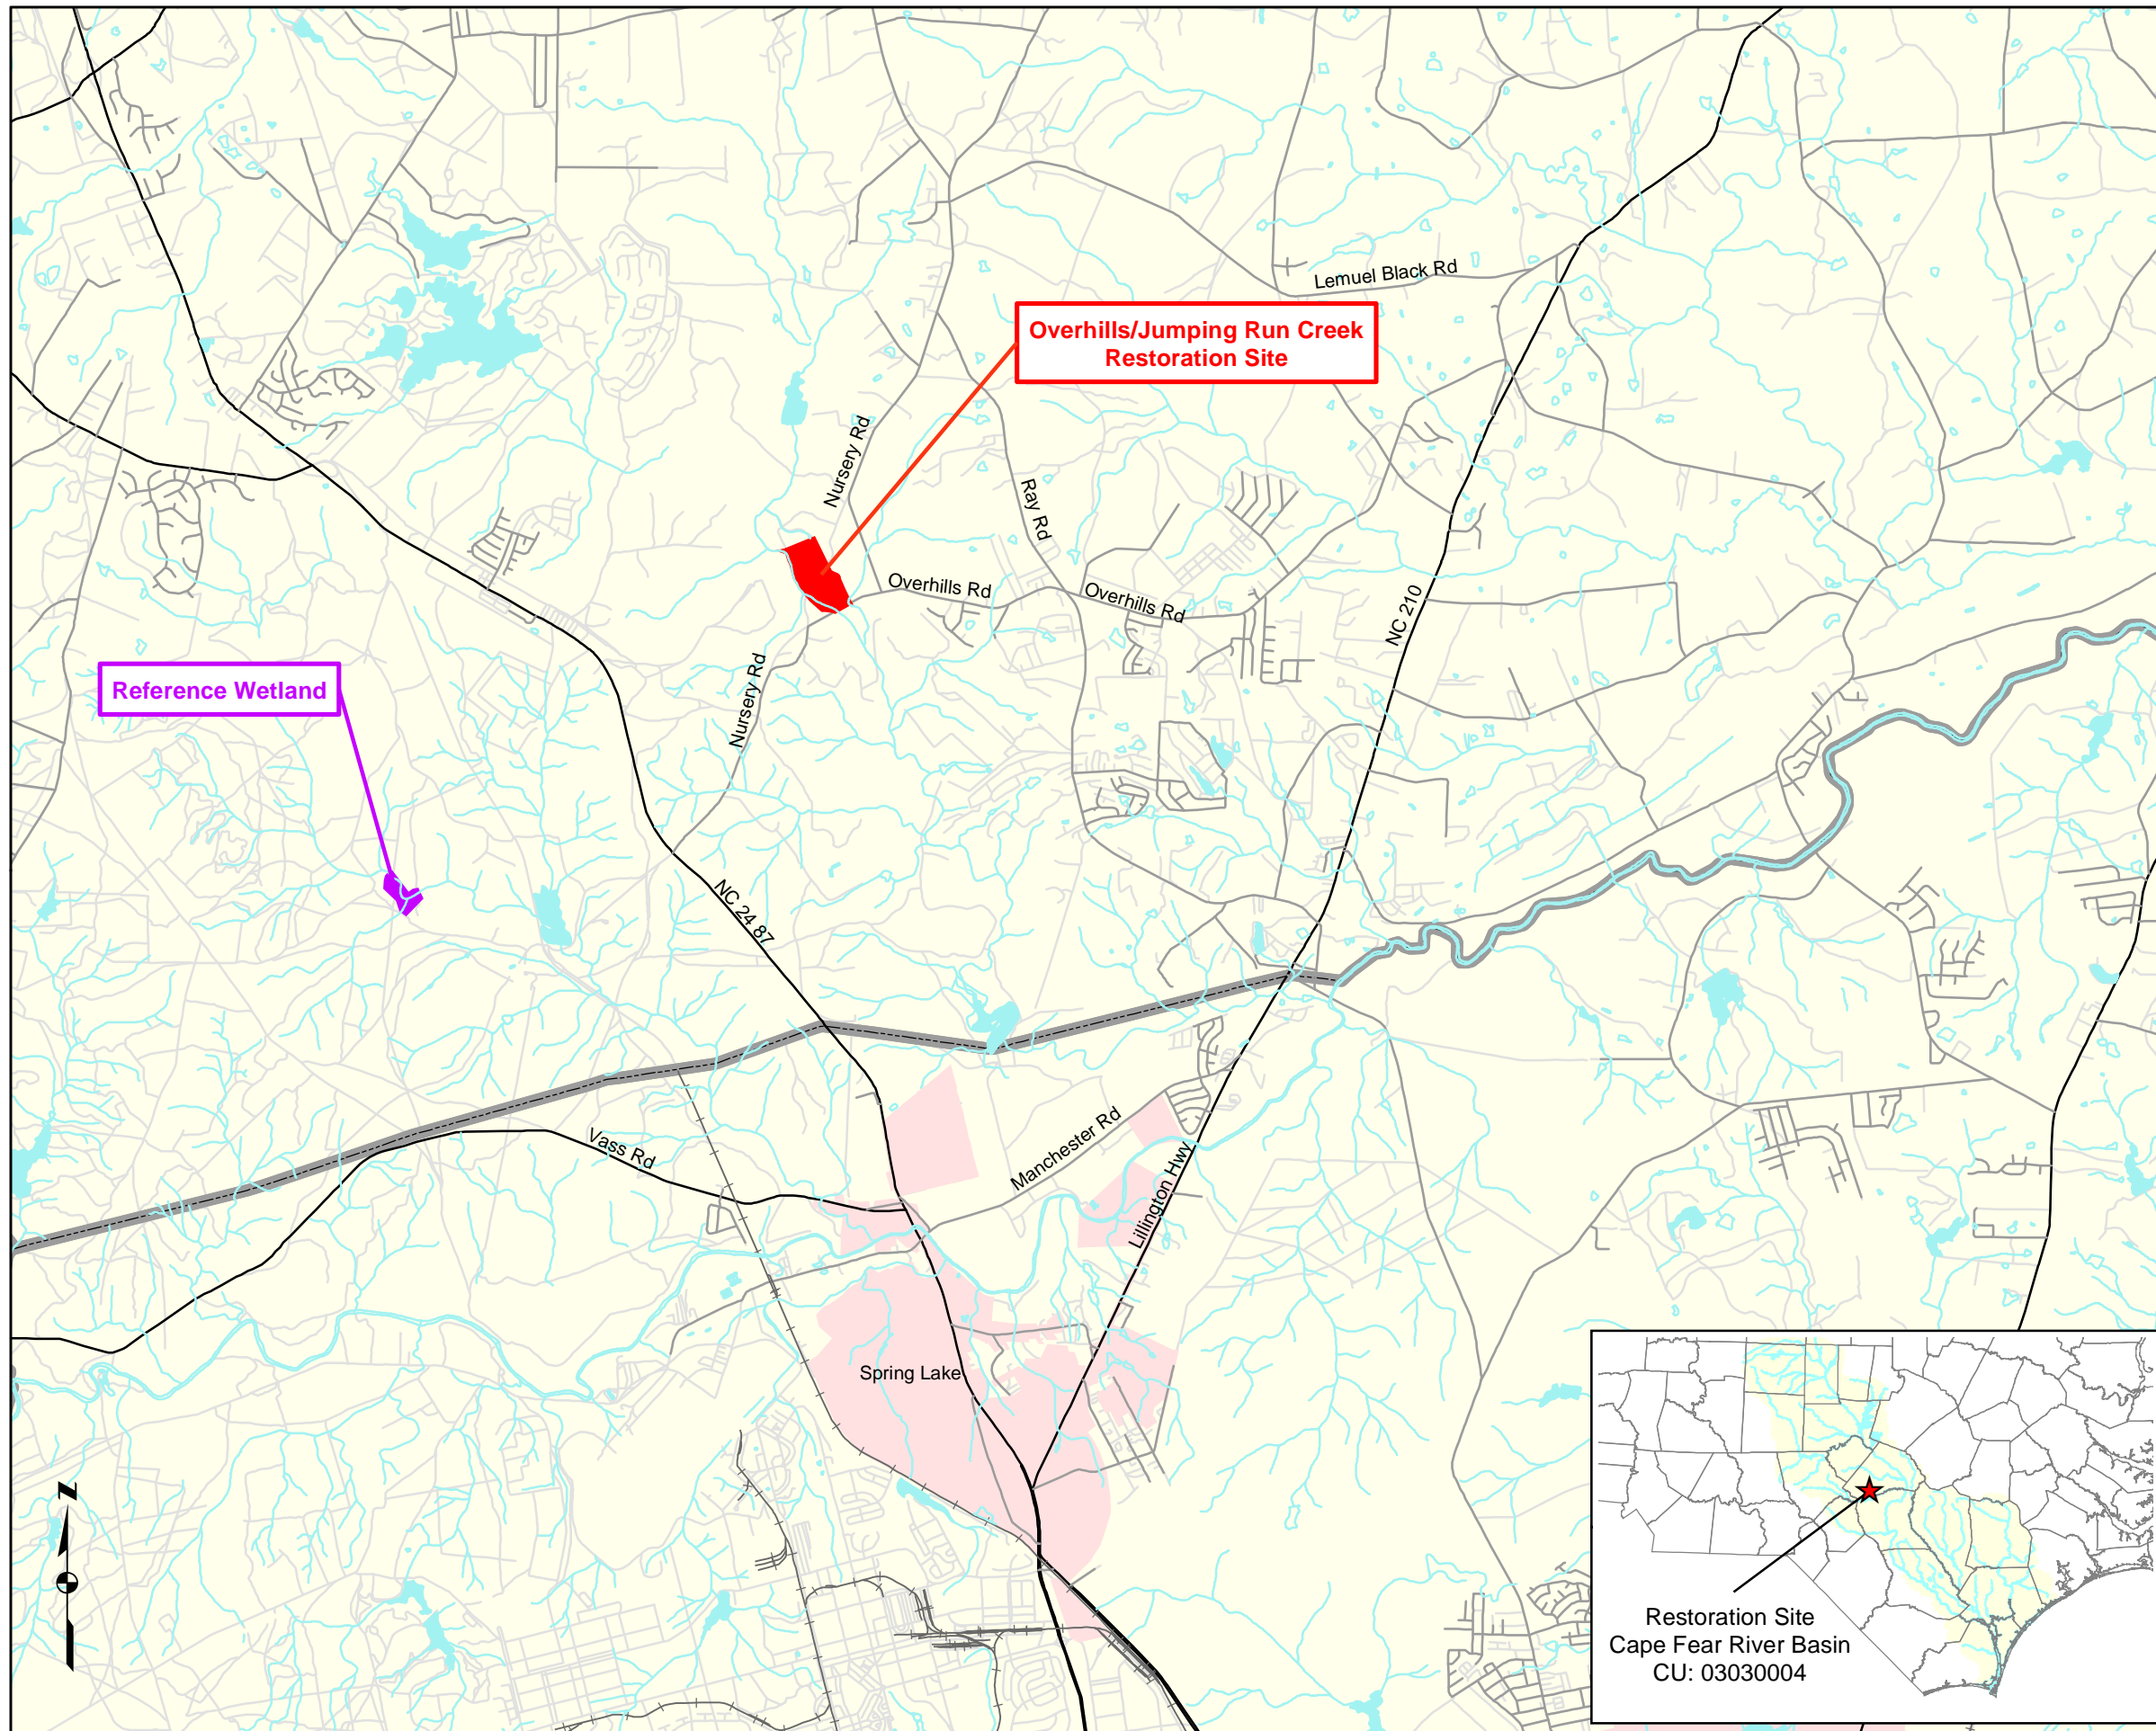 Lemuel Black Rd
Overhills/Jumping Run Creek
Restoration Site
Nursery Rd
Ray Rd
Overhills Rd
Overhills Rd
NC 210
Reference Wetland
Nursery Rd
NC 24 87
Manchester Rd
Vass Rd
Lillington Hwy
Spring Lake
N
Restoration Site
Cape Fear River Basin
CU: 03030004